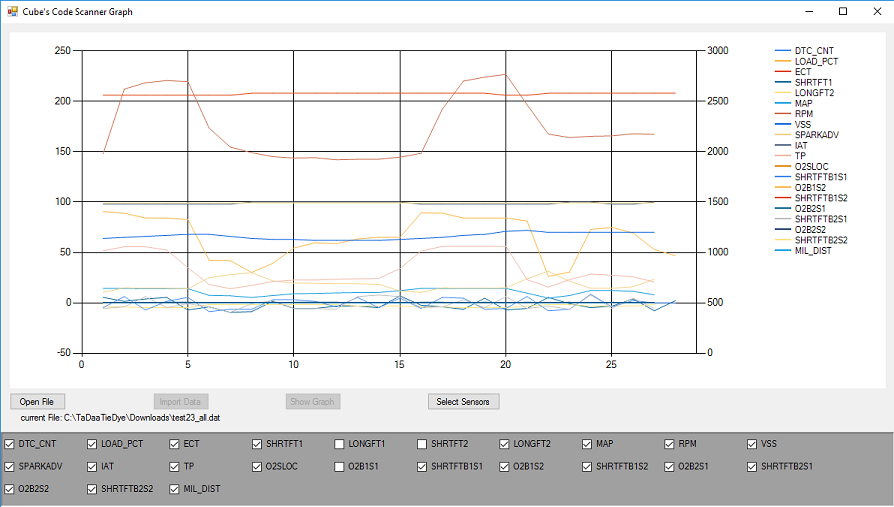 Cube's Code Scanner Graph
250 3000 DTC_CNT
LOAD_PCT
ECT
SHRTFT1
200 2500 LONGFT2
MAP
RPM
VSS
150 2000 SPARKADV
IAT
TP
O2SLOC
100 1500 SHRTFTB1S1
O2B1S2
SHRTFTB1S2
O2B2S1
50 1000 SHRTFTB2S1
O2B2S2
SHRTFTB2S2
MIL_DIST
0 500
-50 0
0 5 10 15 20 25
Open File Import Data Show Graph Select Sensors
current File: C:\TaDaaTieDye\Downloads\test23_all.dat
DTC_CNT LOAD_PCT ECT SHRTFT1 LONGFT1 SHRTFT2 LONGFT2 MAP RPM VSS
SPARKADV IAT TP O2SLOC O2B1S1 SHRTFTB1S1 O2B1S2 SHRTFTB1S2 O2B2S1 SHRTFTB2S1
O2B2S2 SHRTFTB2S2 MIL_DIST